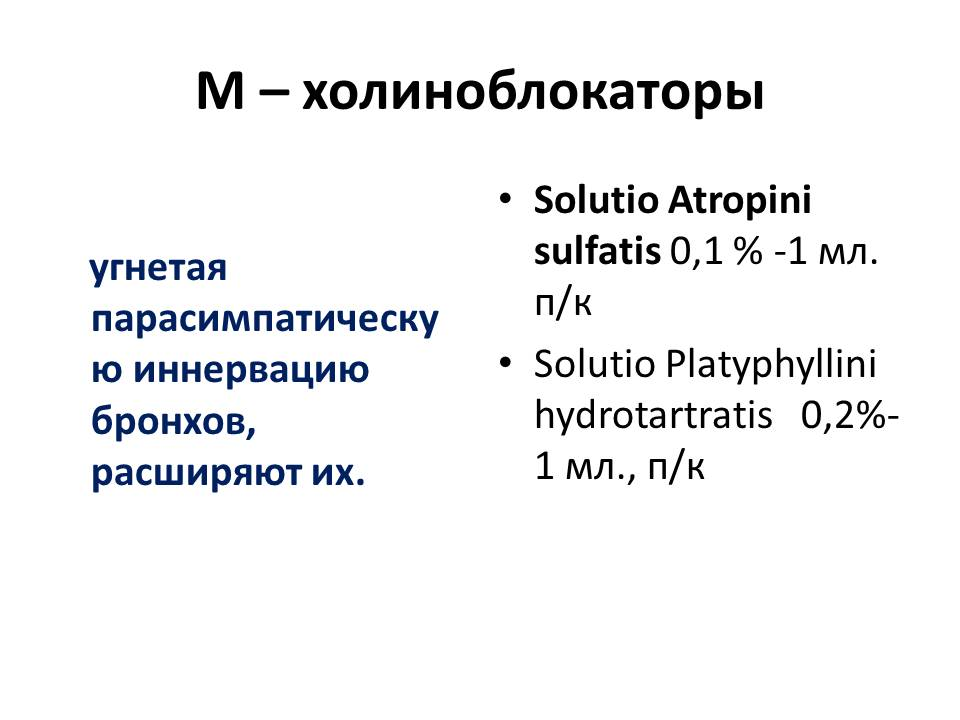 М – холиноблокаторы
угнетая
парасимпатическу
ю иннервацию
бронхов,
расширяют их.
• Solutio Atropini
sulfatis 0,1 % -1 мл.
п/к
• Solutio Platyphyllini
hydrotartratis 0,2%-
1 мл., п/к